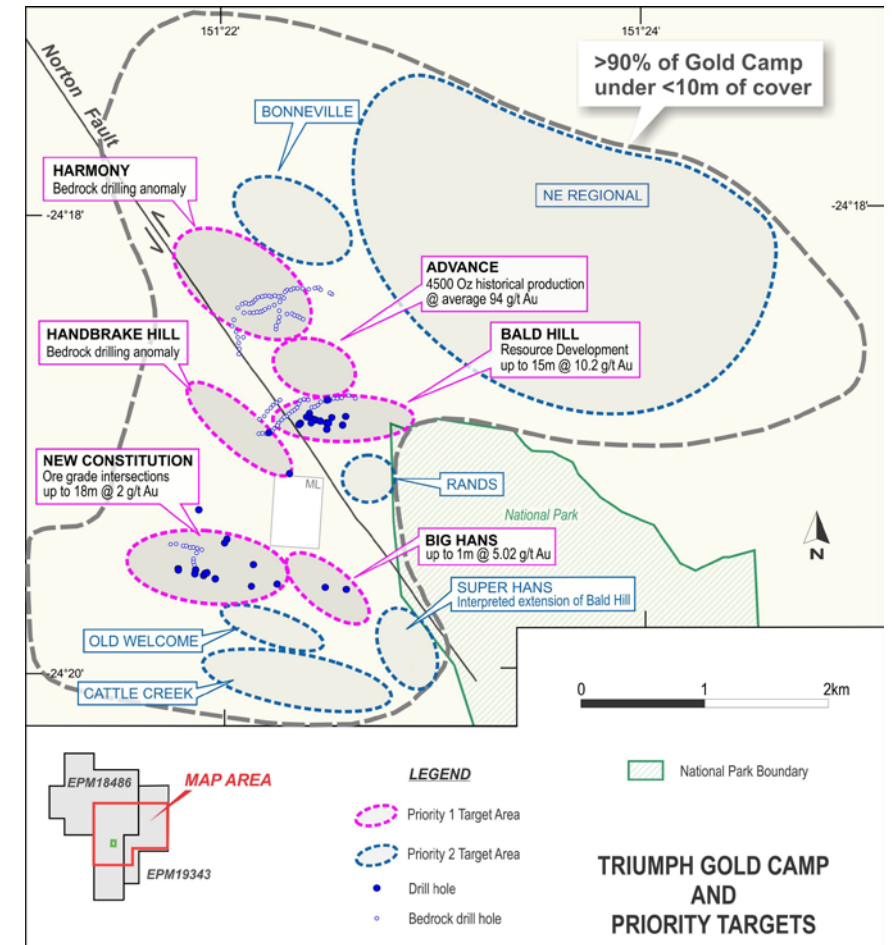 151°22'
151°24'
>90% of Gold Camp
under <10m of cover
Norton Fault
BONNEVILLE
HARMONY
Bedrock drilling anomaly
NE REGIONAL
-24°18'
-24°18'
ADVANCE
4500 Oz historical production
@ average 94 g/t Au
HANDBRAKE HILL
Bedrock drilling anomaly
BALD HILL
Resource Development
up to 15m @ 10.2 g/t Au
NEW CONSTITUTION
Ore grade intersections
up to 18m @ 2 g/t Au
ML
RANDS
National Park
N
BIG HANS
up to 1m @ 5.02 g/t Au
SUPER HANS
Interpreted extension of Bald Hill
OLD WELCOME
-24°20'
CATTLE CREEK
0 1 2km
EPM18486
MAP AREA
EPM19343
LEGEND
Priority 1 Target Area
Priority 2 Target Area
Drill hole
Bedrock drill hole
National Park Boundary
TRIUMPH GOLD CAMP
AND
PRIORITY TARGETS